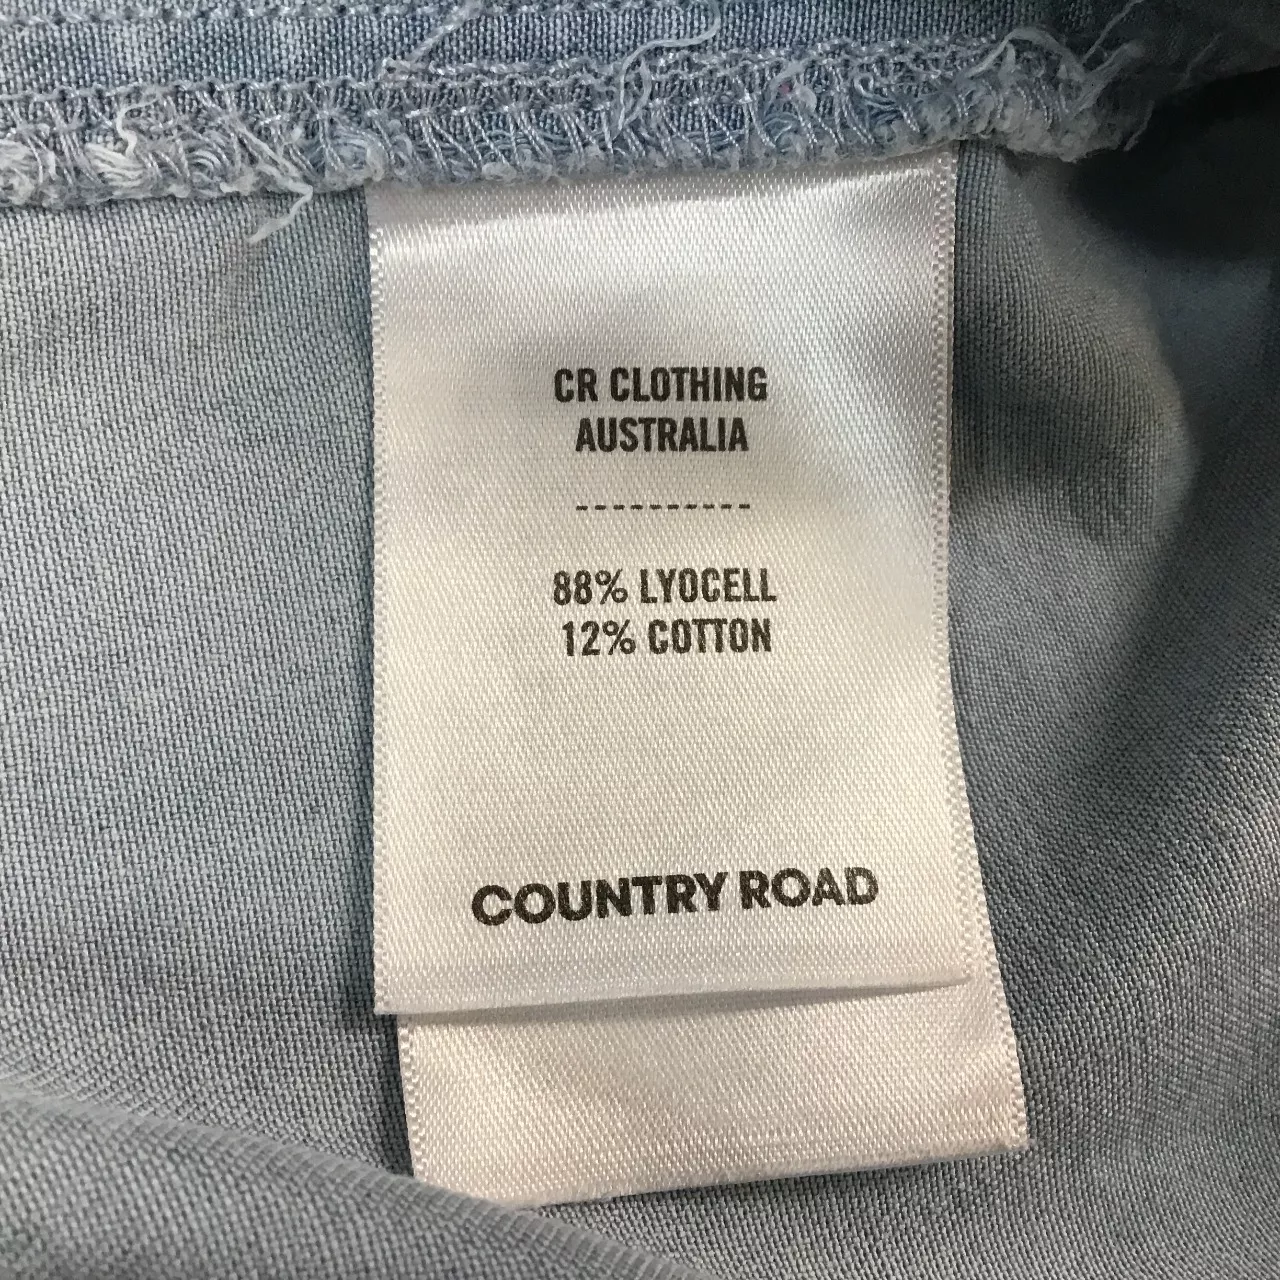 CR CLOTHING
AUSTRALIA
----------
88% LYOCELL
12% COTTON
COUNTRY ROAD